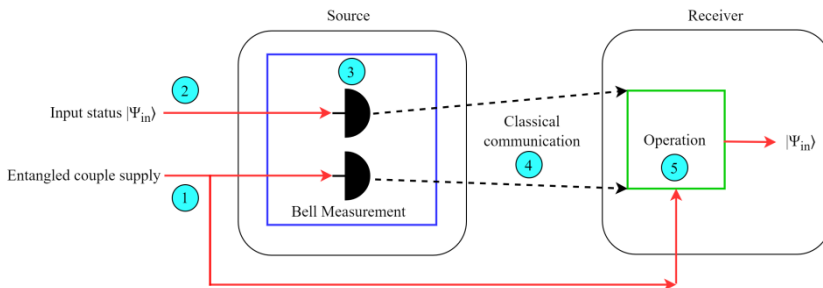 Source
Receiver
3
2
Input status |Ψin⟩
Classical
communication
4
Operation
5
|Ψin⟩
Entangled couple supply
1
Bell Measurement